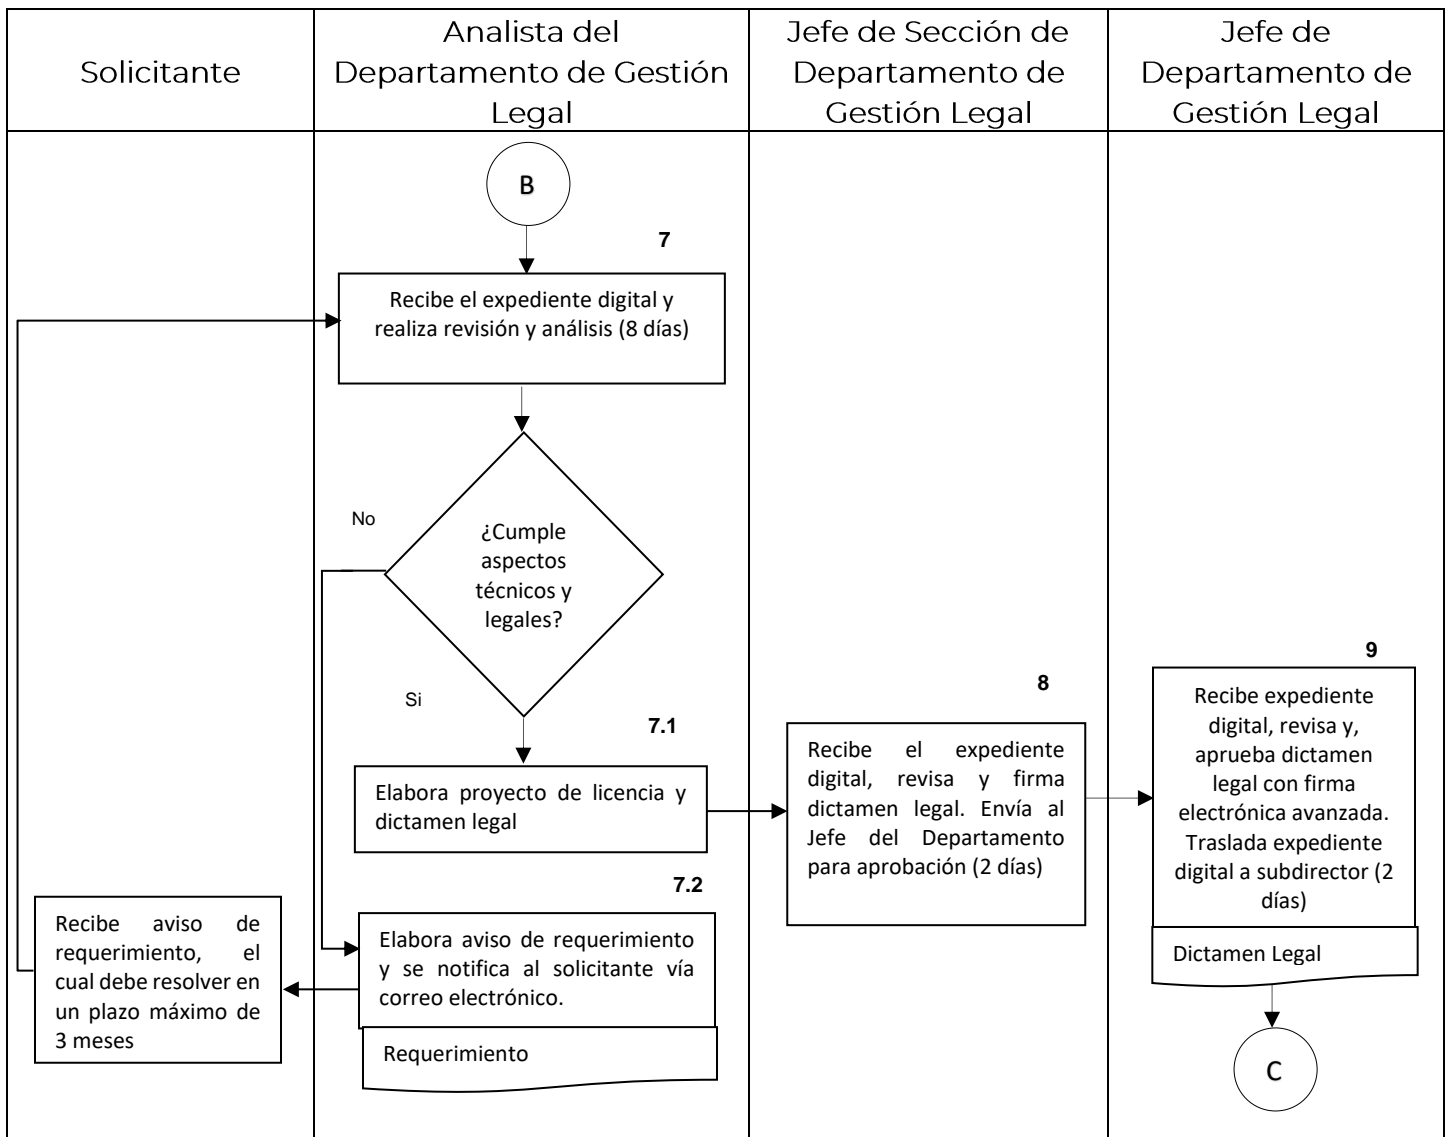 Solicitante
Analista del
Departamento de Gestión
Legal
Jefe de Sección de
Departamento de
Gestión Legal
Jefe de
Departamento de
Gestión Legal
B
7
Recibe el expediente digital y
realiza revisión y análisis (8 días)
No
¿Cumple
aspectos
técnicos y
legales?
Si
7.1
Elabora proyecto de licencia y
dictamen legal
8
Recibe el expediente
digital, revisa y firma
dictamen legal. Envía al
Jefe del Departamento
para aprobación (2 días)
9
Recibe expediente
digital, revisa y,
aprueba dictamen
legal con firma
electrónica avanzada.
Traslada expediente
digital a subdirector (2
días)
Dictamen Legal
C
7.2
Elabora aviso de requerimiento
y se notifica al solicitante vía
correo electrónico.
Requerimiento
Recibe aviso de
requerimiento, el
cual debe resolver en
un plazo máximo de
3 meses